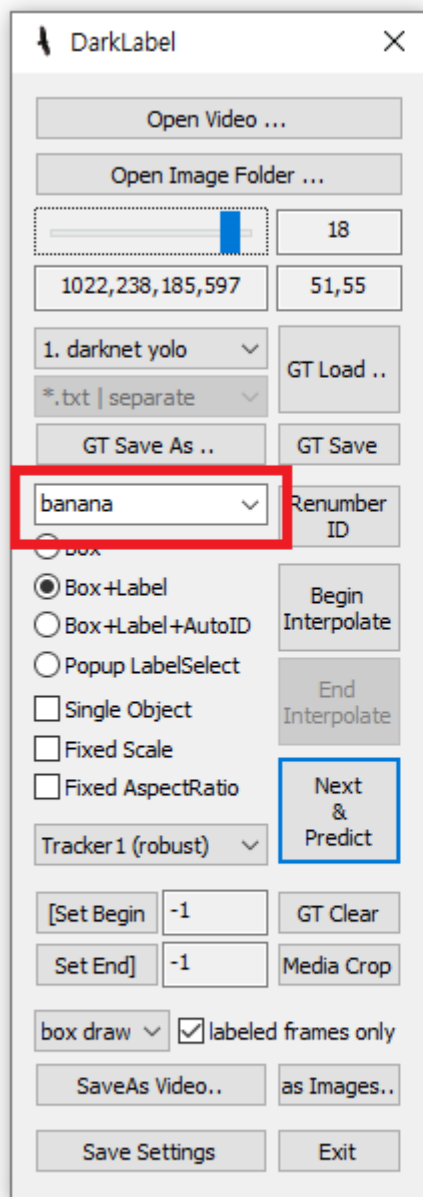 DarkLabel
Open Video ...
Open Image Folder ...
18
1022,238,185,597
51,55
1. darknet yolo
GT Load ..
*.txt | separate
GT Save As ..
GT Save
banana
Renumber
ID
Box
Box+Label
Begin
Interpolate
Box+Label+AutoID
Popup LabelSelect
End
Interpolate
Single Object
Fixed Scale
Fixed AspectRatio
Next
&
Predict
Tracker1 (robust)
[Set Begin
-1
GT Clear
Set End]
-1
Media Crop
box draw
labeled frames only
SaveAs Video..
as Images..
Save Settings
Exit